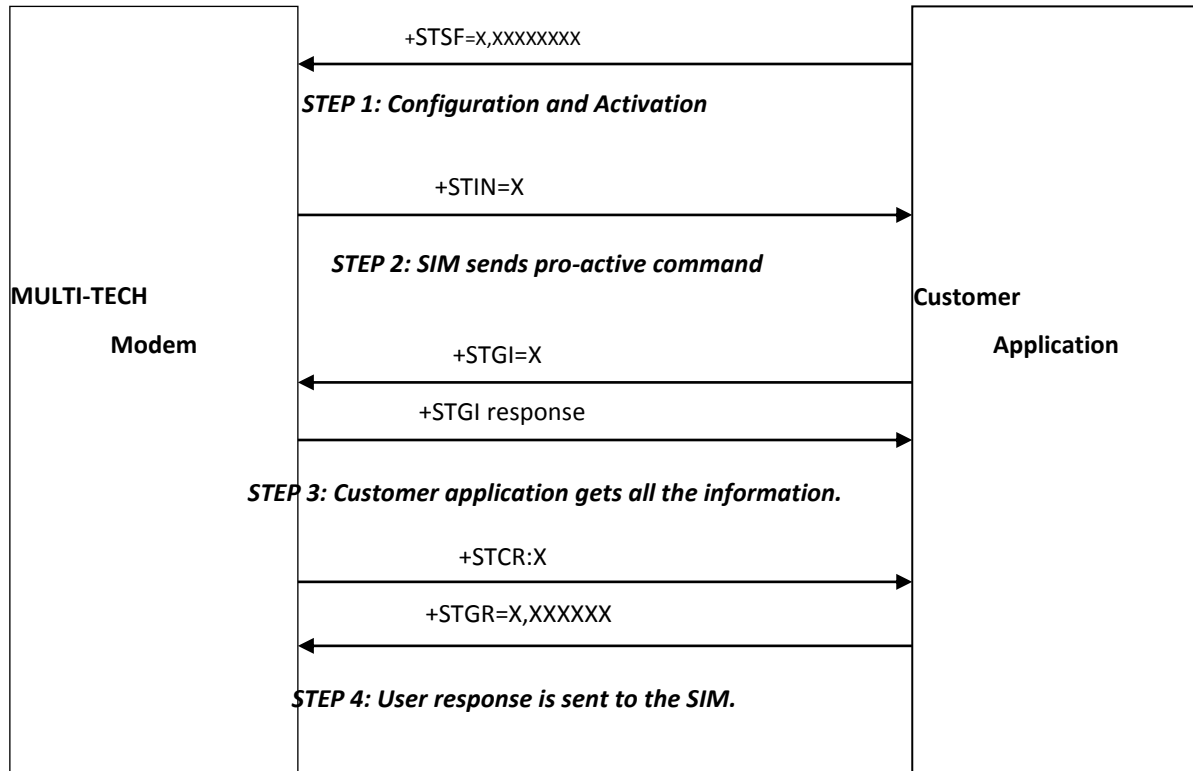 +STSF=X,XXXXXXXX
STEP 1: Configuration and Activation
+STIN=X
STEP 2: SIM sends pro-active command
MULTI-TECH
Modem
Customer
Application
+STGI=X
+STGI response
STEP 3: Customer application gets all the information.
+STCR:X
+STGR=X,XXXXXX
STEP 4: User response is sent to the SIM.